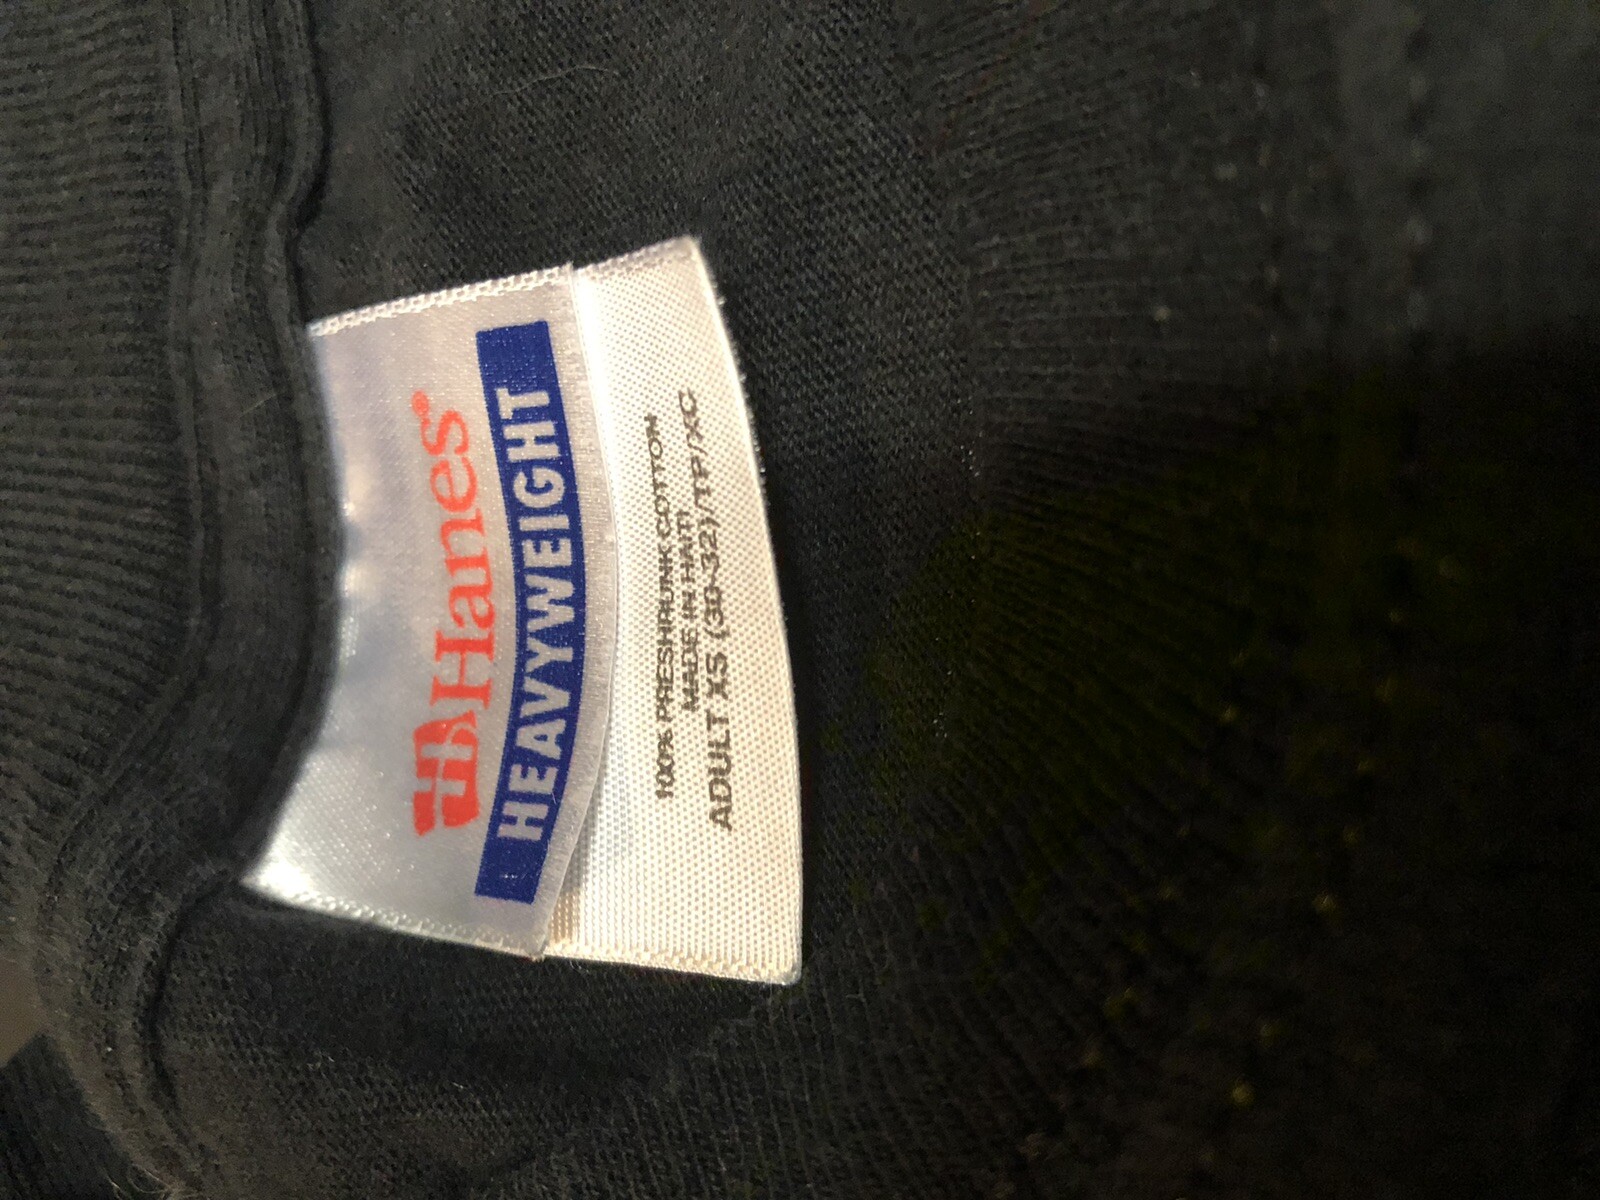 Hanes®
HEAVYWEIGHT
100% PRESHRUNK COTTON
MADE IN HAITI
ADULT XS (30-32)/TP/XC